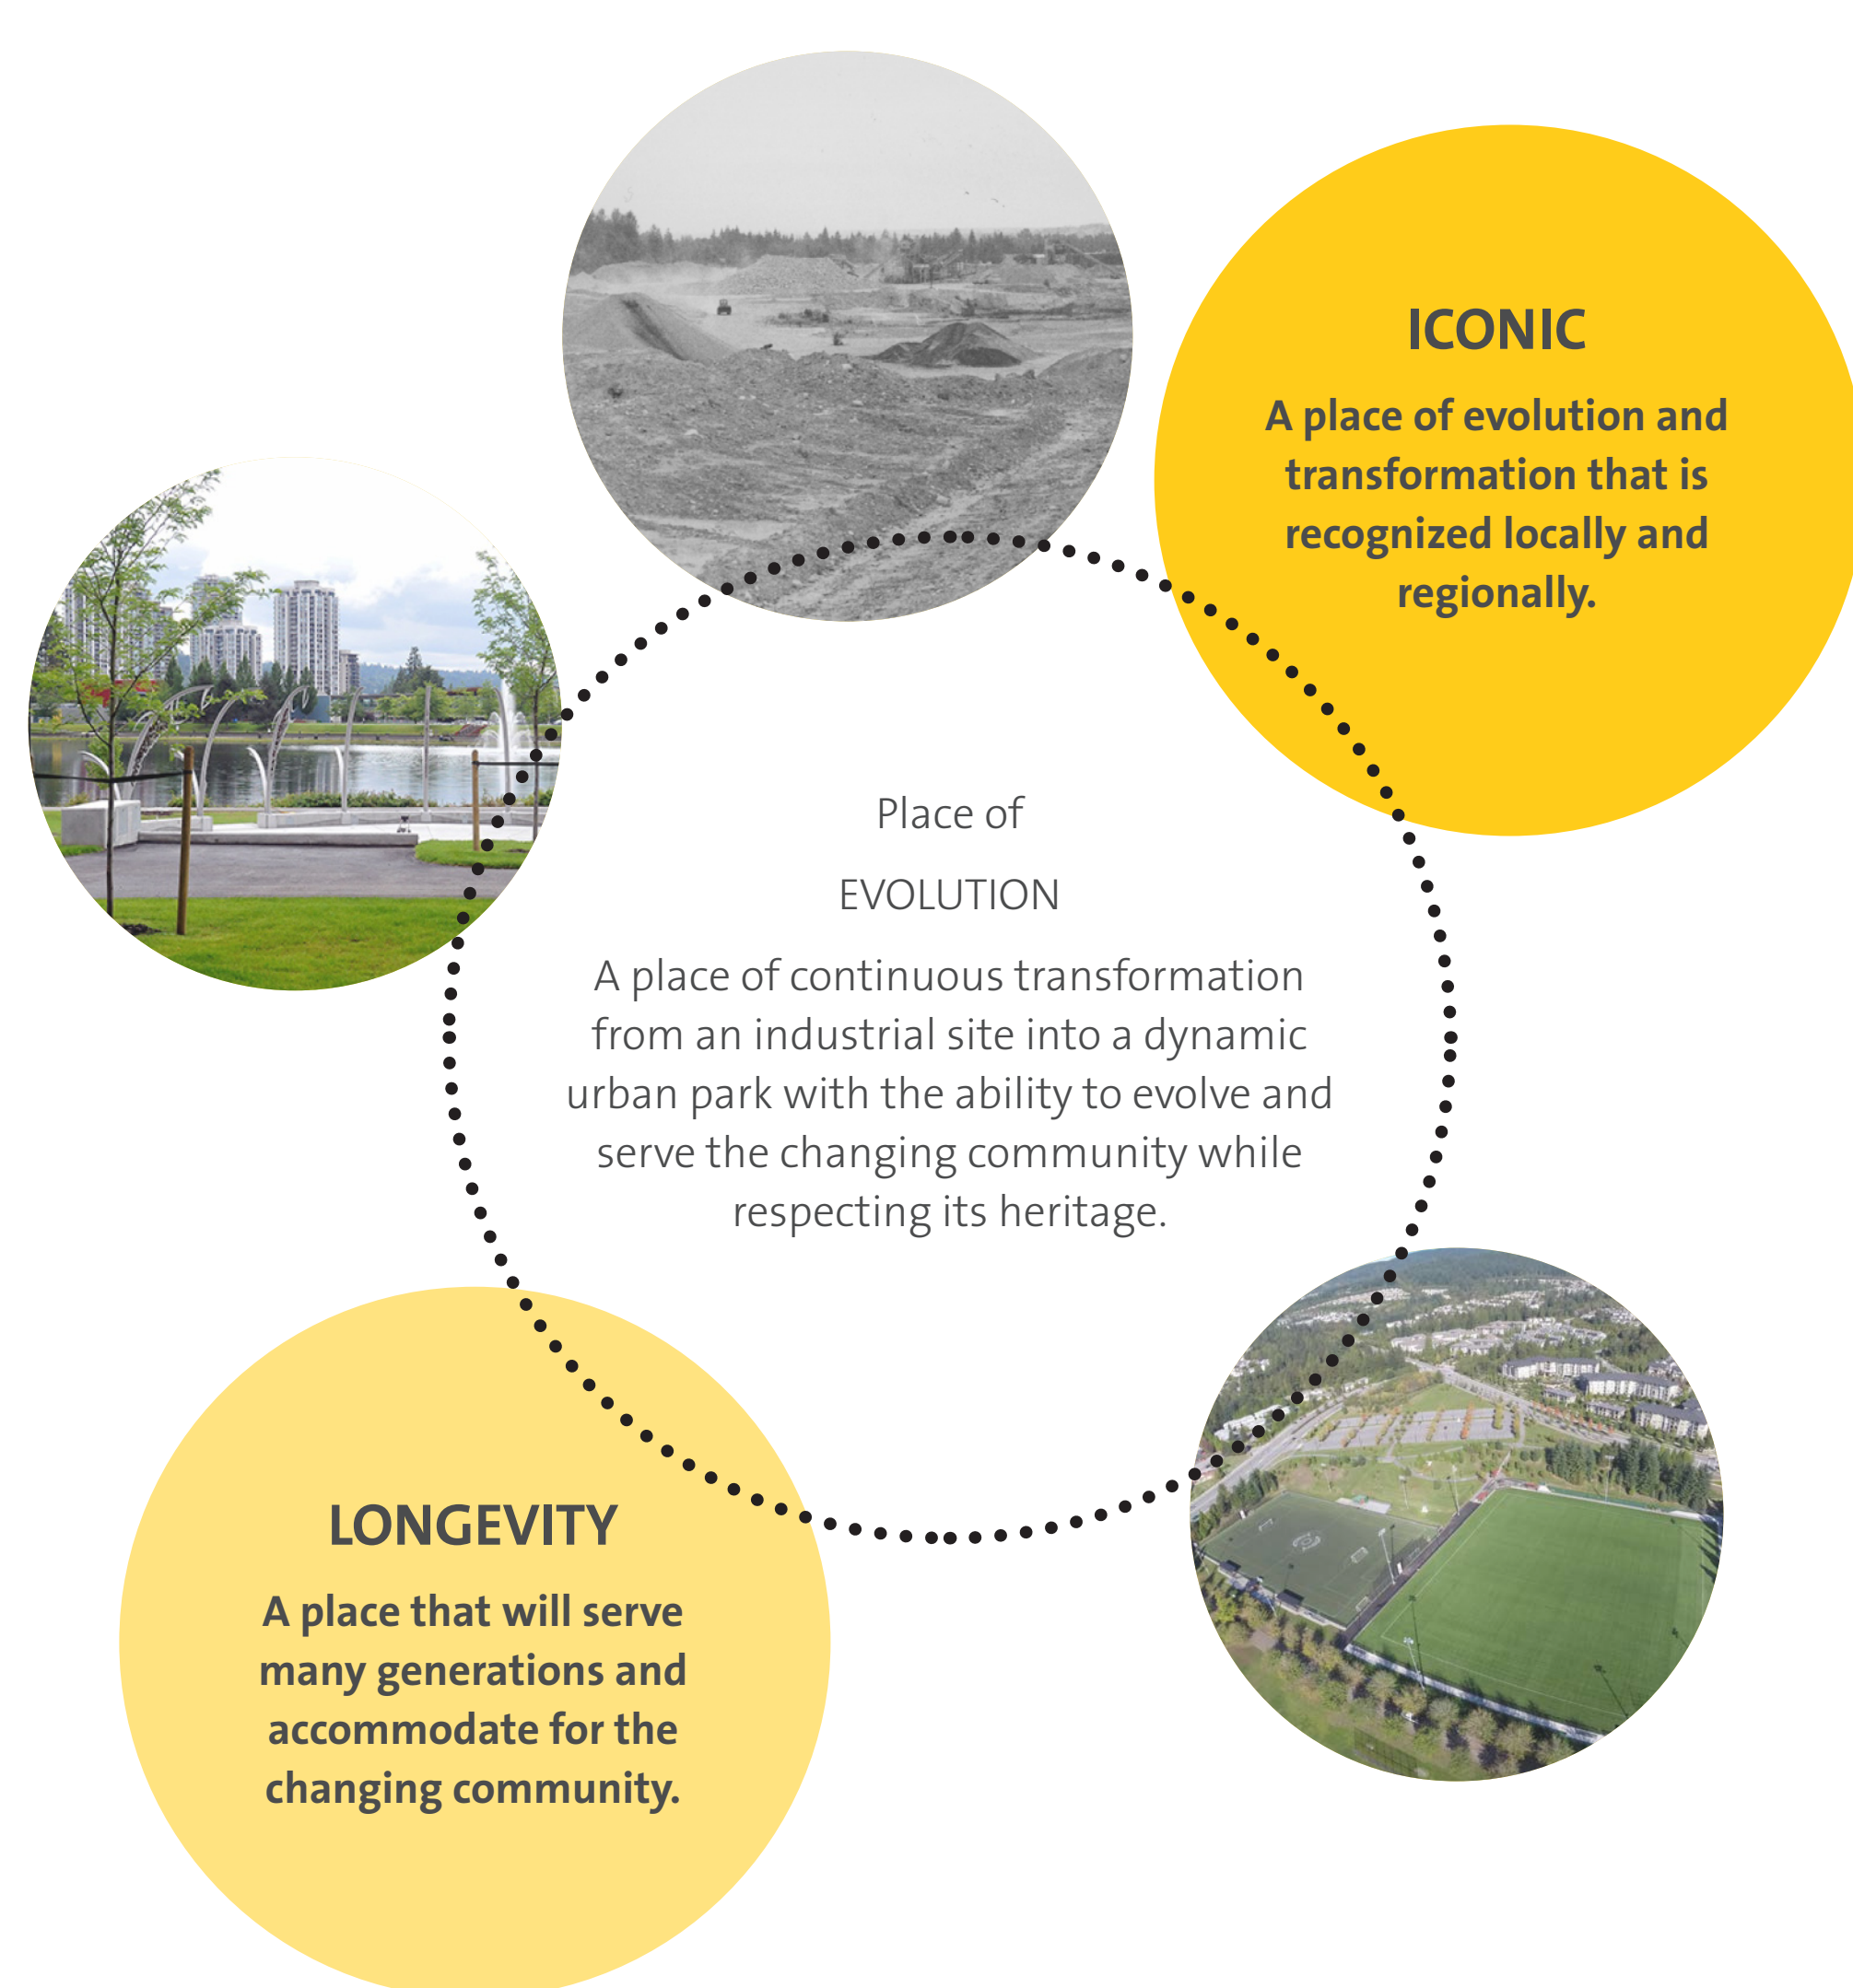 ICONIC
A place of evolution and
transformation that is
recognized locally and
regionally.
Place of
EVOLUTION
A place of continuous transformation
from an industrial site into a dynamic
urban park with the ability to evolve and
serve the changing community while
respecting its heritage.
LONGEVITY
A place that will serve
many generations and
accommodate for the
changing community.